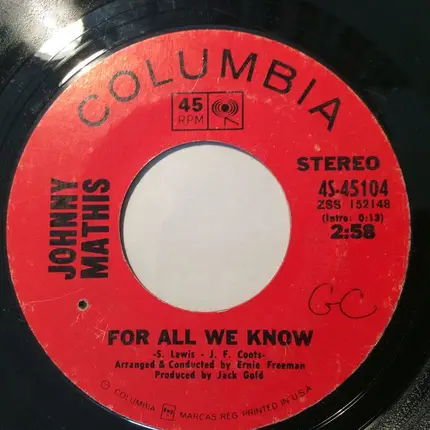 COLUMBIA
45
RPM
STEREO
4S-45104
ZSS 152148
(Intro: 0:13)
2:58
JOHNNY
MATHIS
GC
FOR ALL WE KNOW
-S. Lewis - J. F. Coots-
Arranged & Conducted by Ernie Freeman
Produced by Jack Gold
© COLUMBIA MARCAS REG. PRINTED IN U.S.A.